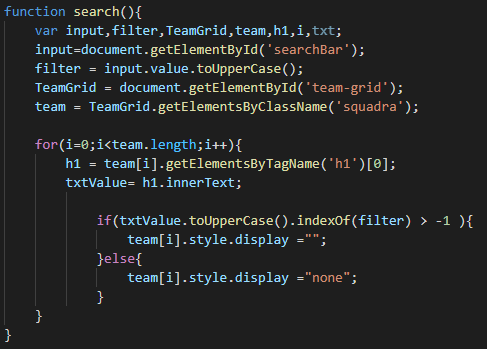 function search(){
var input,filter,TeamGrid,team,h1,i,txt;
input=document.getElementById('searchBar');
filter = input.value.toUpperCase();
TeamGrid = document.getElementById('team-grid');
team = TeamGrid.getElementsByClassName('squadra');
for(i=0;i<team.length;i++){
h1 = team[i].getElementsByTagName('h1')[0];
txtValue= h1.innerText;
if(txtValue.toUpperCase().indexOf(filter) > -1 ){
team[i].style.display ="";
}else{
team[i].style.display ="none";
}
}
}